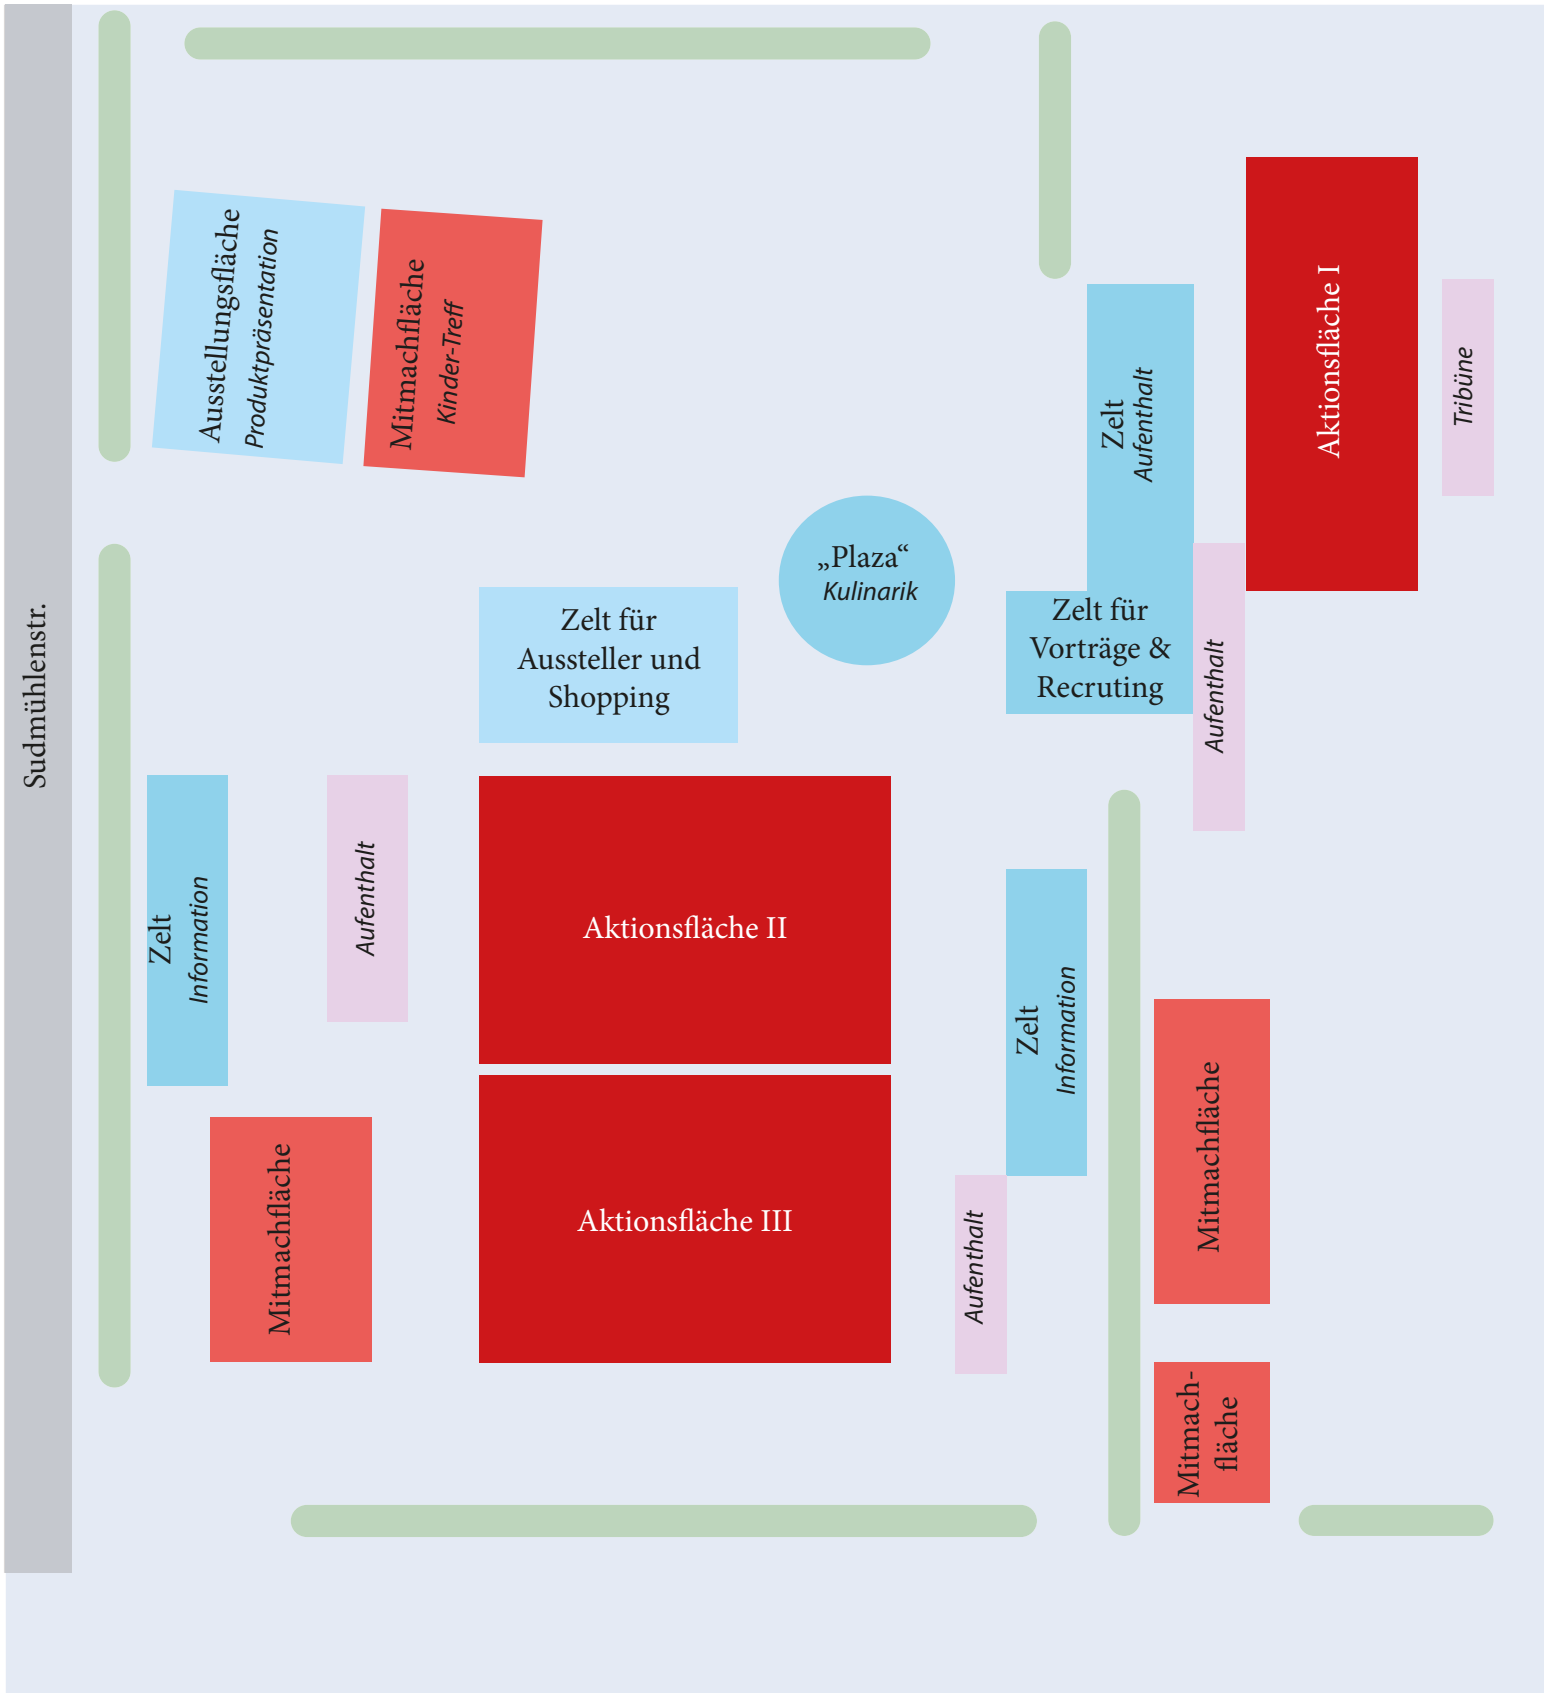 Sudmühlenstr.
Ausstellungsfläche
Produktpräsentation
Mitmachfläche
Kinder-Treff
Aktionsfläche I
Tribüne
Zelt
Aufenthalt
„Plaza“
Kulinarik
Zelt für
Aussteller und
Shopping
Zelt für
Vorträge &
Recruting
Aufenthalt
Zelt
Information
Aufenthalt
Aktionsfläche II
Zelt
Information
Mitmachfläche
Mitmachfläche
Aktionsfläche III
Aufenthalt
Mitmach-
fläche